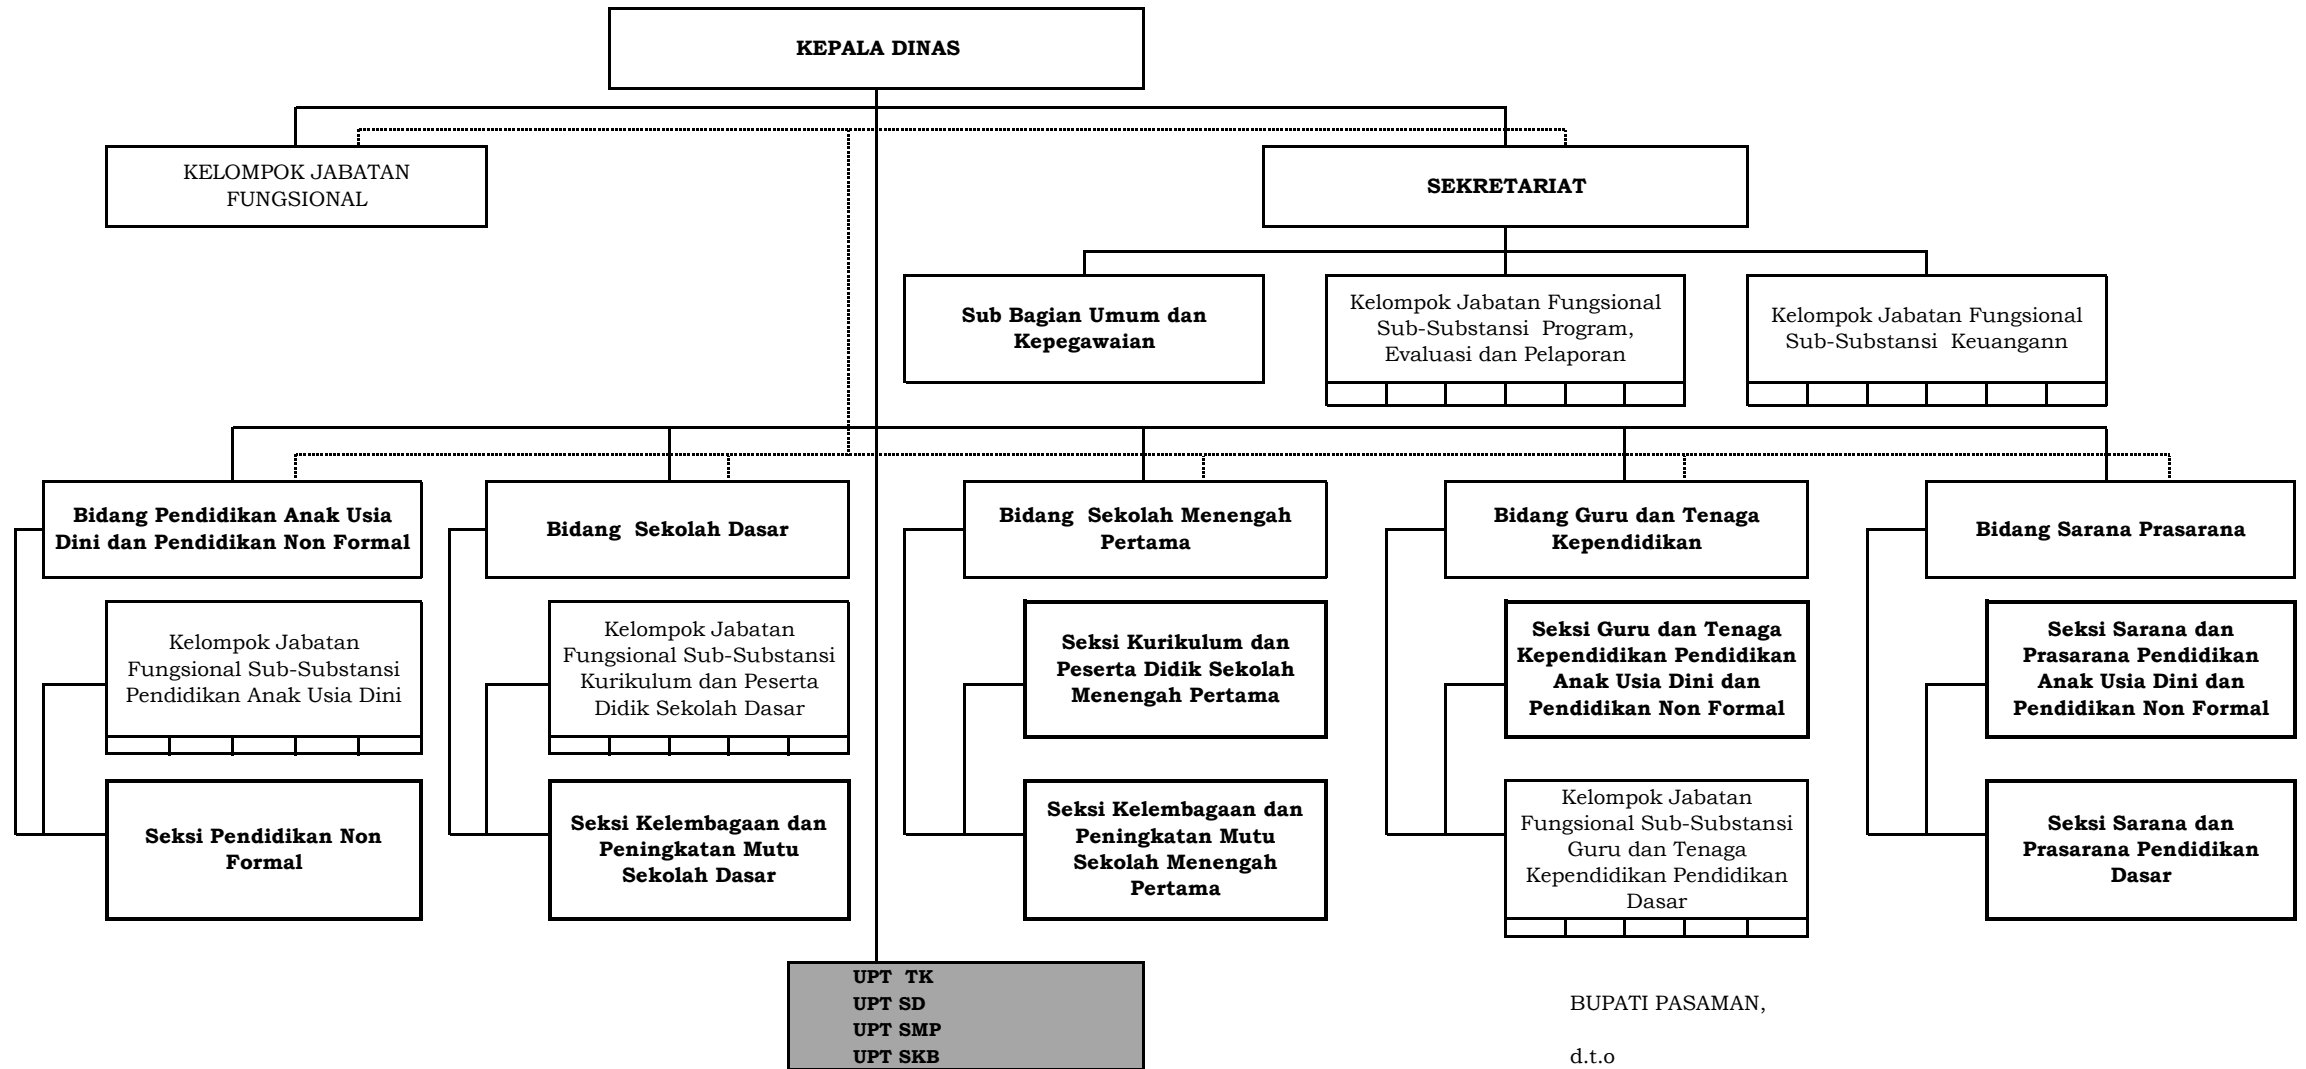 KEPALA DINAS
KELOMPOK JABATAN
FUNGSIONAL
SEKRETARIAT
Sub Bagian Umum dan
Kepegawaian
Kelompok Jabatan Fungsional
Sub-Substansi Program,
Evaluasi dan Pelaporan
Kelompok Jabatan Fungsional
Sub-Substansi Keuangann
Bidang Pendidikan Anak Usia
Dini dan Pendidikan Non Formal
Bidang Sekolah Dasar
Bidang Sekolah Menengah
Pertama
Bidang Guru dan Tenaga
Kependidikan
Bidang Sarana Prasarana
Kelompok Jabatan
Fungsional Sub-Substansi
Pendidikan Anak Usia Dini
Kelompok Jabatan
Fungsional Sub-Substansi
Kurikulum dan Peserta
Didik Sekolah Dasar
Seksi Kurikulum dan
Peserta Didik Sekolah
Menengah Pertama
Seksi Guru dan Tenaga
Kependidikan Pendidikan
Anak Usia Dini dan
Pendidikan Non Formal
Seksi Sarana dan
Prasarana Pendidikan
Anak Usia Dini dan
Pendidikan Non Formal
Seksi Pendidikan Non
Formal
Seksi Kelembagaan dan
Peningkatan Mutu
Sekolah Dasar
Seksi Kelembagaan dan
Peningkatan Mutu
Sekolah Menengah
Pertama
Kelompok Jabatan
Fungsional Sub-Substansi
Guru dan Tenaga
Kependidikan Pendidikan
Dasar
Seksi Sarana dan
Prasarana Pendidikan
Dasar
UPT TK
UPT SD
UPT SMP
UPT SKB
BUPATI PASAMAN,
d.t.o